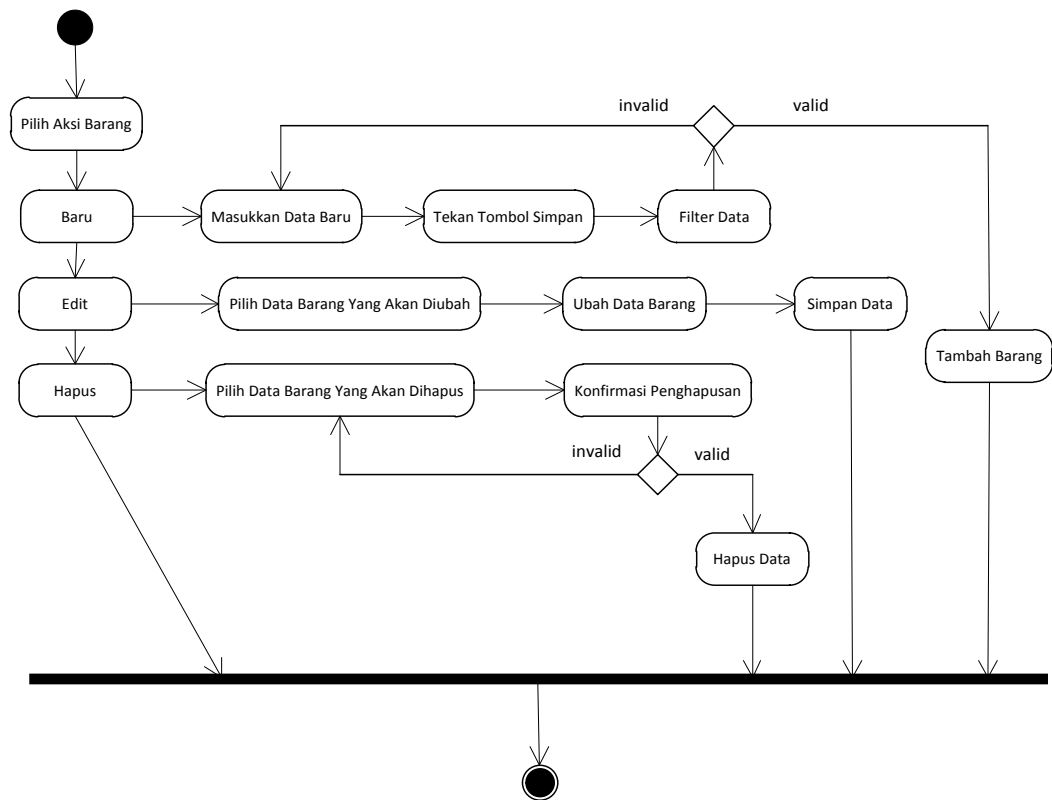 Pilih Aksi Barang
invalid
valid
Baru
Masukkan Data Baru
Tekan Tombol Simpan
Filter Data
Edit
Pilih Data Barang Yang Akan Diubah
Ubah Data Barang
Simpan Data
Tambah Barang
Hapus
Pilih Data Barang Yang Akan Dihapus
Konfirmasi Penghapusan
invalid
valid
Hapus Data